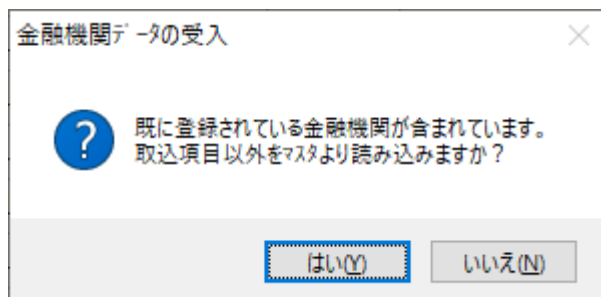 金融機関ﾃﾞｰﾀの受入
既に登録されている金融機関が含まれています。
取込項目以外をﾏｽﾀより読み込みますか？
はい(Y)
いいえ(N)